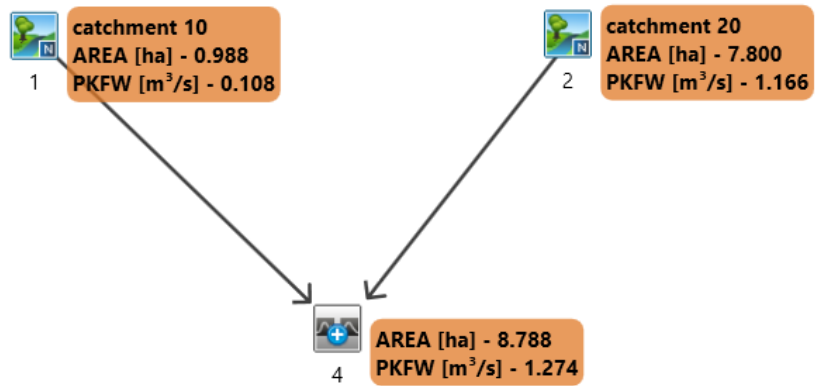 catchment 10
AREA [ha] - 0.988
PKFW [m³/s] - 0.108
N
1
catchment 20
AREA [ha] - 7.800
PKFW [m³/s] - 1.166
N
2
AREA [ha] - 8.788
PKFW [m³/s] - 1.274
4